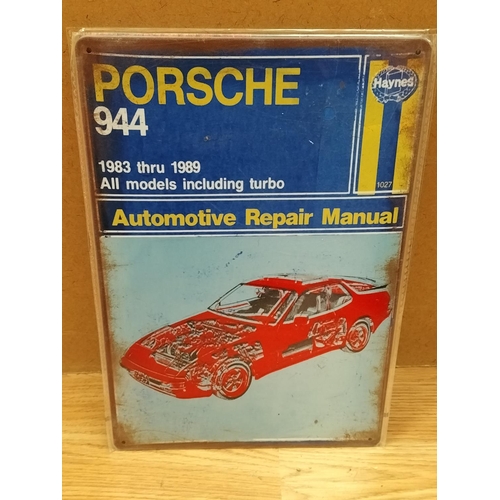 PORSCHE
944
Haynes
1983 thru 1989
All models including turbo
1027
Automotive Repair Manual